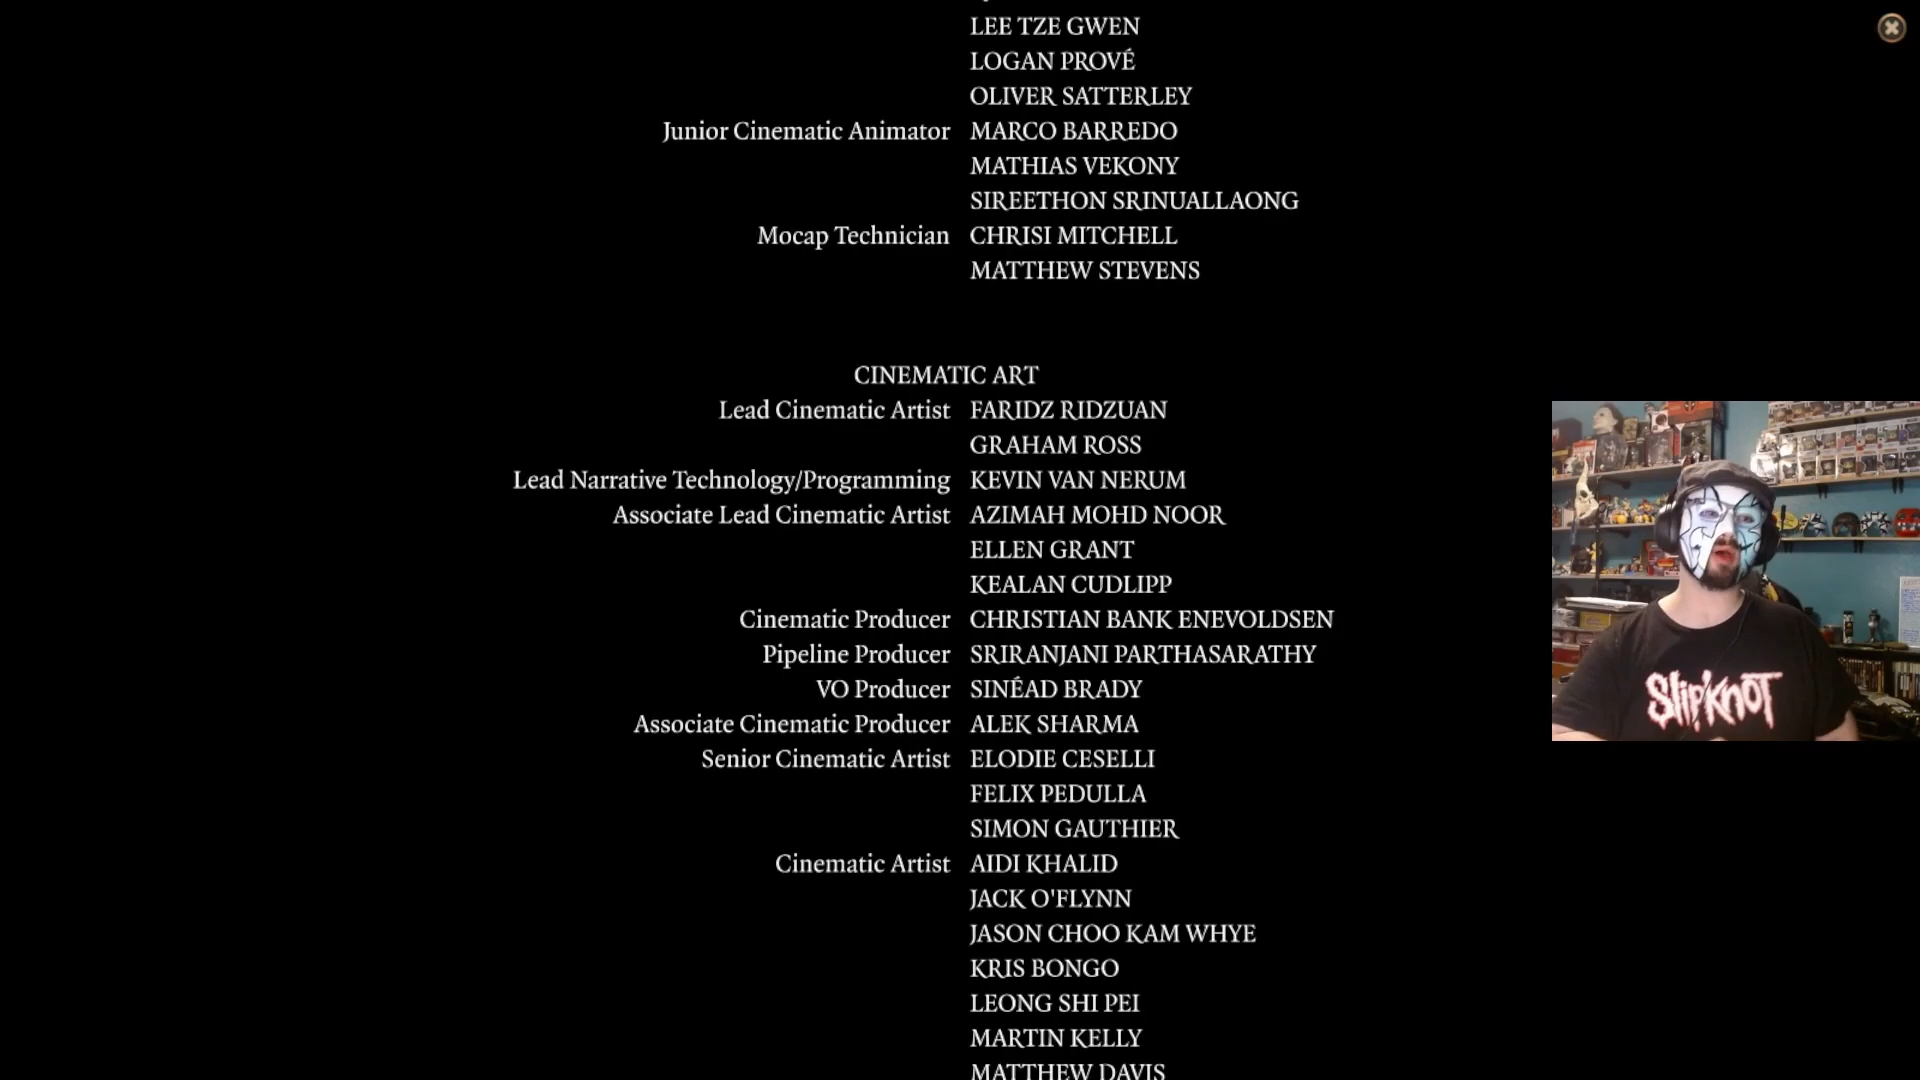 LEE TZE GWEN
LOGAN PROVÉ
OLIVER SATTERLEY
Junior Cinematic Animator MARCO BARREDO
MATHIAS VEKONY
SIREETHON SRINUALLAONG
Mocap Technician CHRISI MITCHELL
MATTHEW STEVENS
CINEMATIC ART
Lead Cinematic Artist FARIDZ RIDZUAN
GRAHAM ROSS
Lead Narrative Technology/Programming KEVIN VAN NERUM
Associate Lead Cinematic Artist AZIMAH MOHD NOOR
ELLEN GRANT
KEALAN CUDLIPP
Cinematic Producer CHRISTIAN BANK ENEVOLDSEN
Pipeline Producer SRIRANJANI PARTHASARATHY
VO Producer SINÉAD BRADY
Associate Cinematic Producer ALEK SHARMA
Senior Cinematic Artist ELODIE CESELLI
FELIX PEDULLA
SIMON GAUTHIER
Cinematic Artist AIDI KHALID
JACK O'FLYNN
JASON CHOO KAM WHYE
KRIS BONGO
LEONG SHI PEI
MARTIN KELLY
MATTHEW DAVIS
SlipKnoT